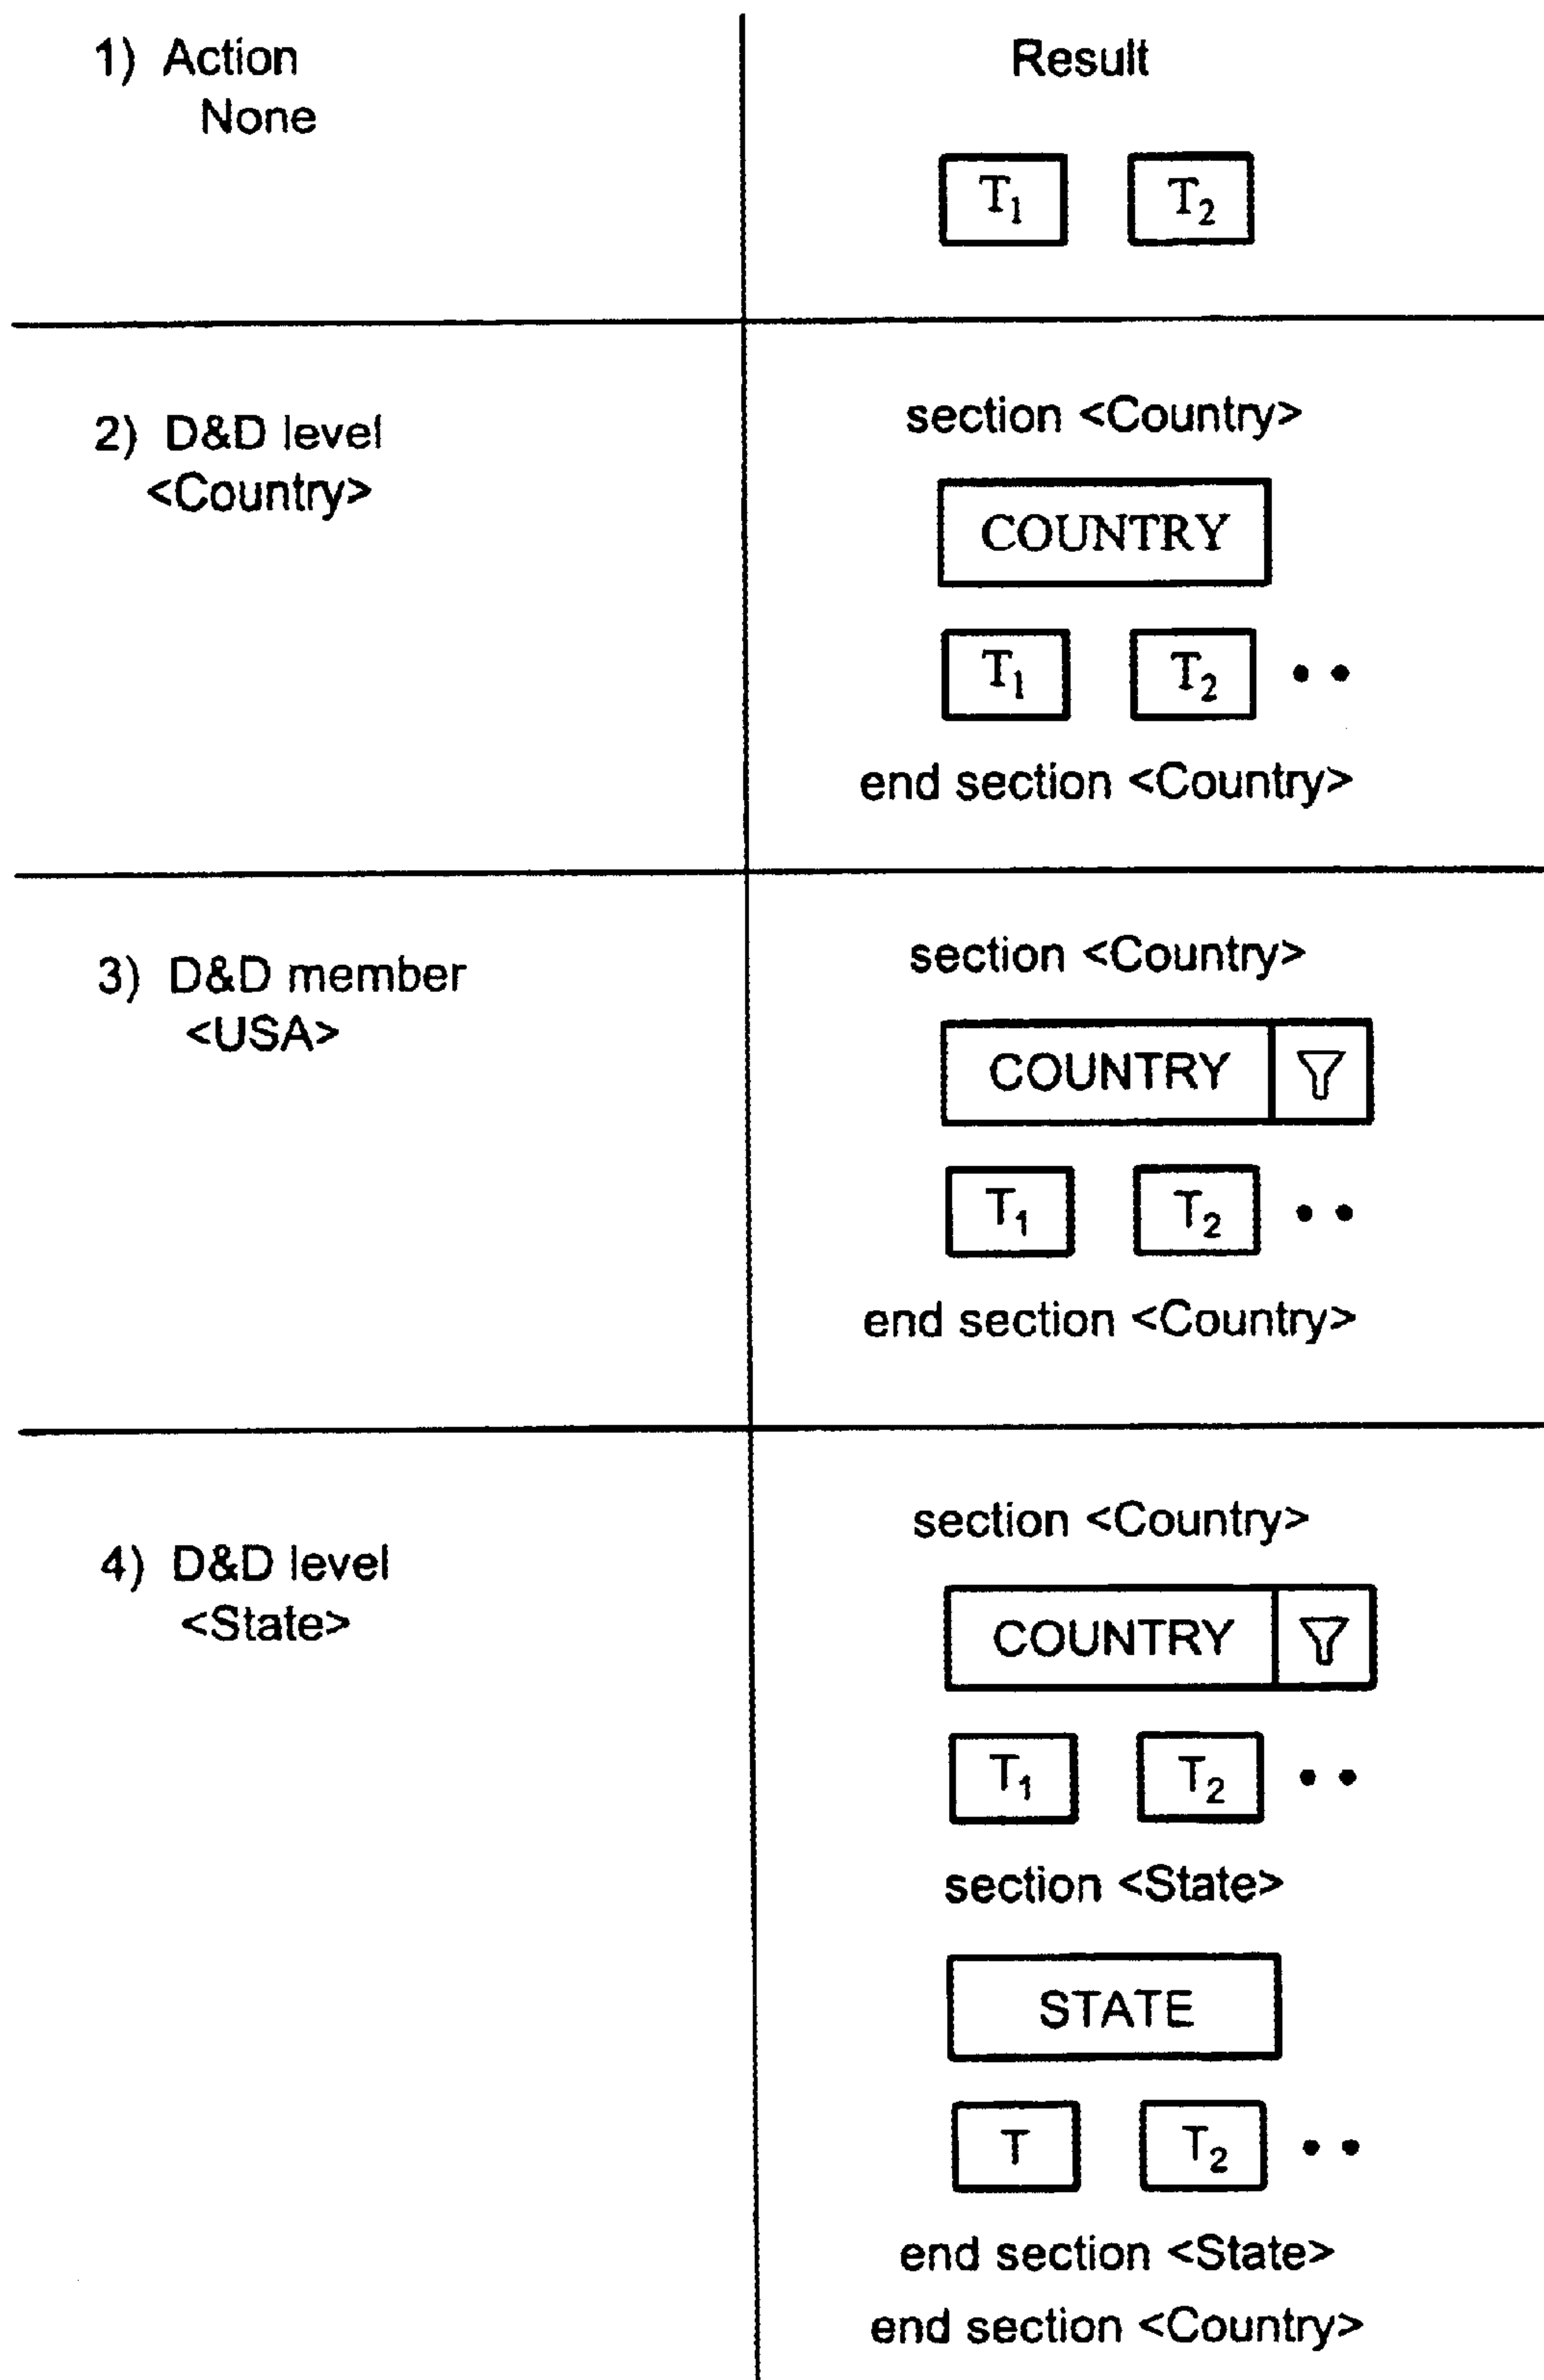 1) Action
None
Result
T₁ T₂
2) D&D level
<Country>
section <Country>
COUNTRY
T₁ T₂ • •
end section <Country>
3) D&D member
<USA>
section <Country>
COUNTRY
T₁ T₂ • •
end section <Country>
4) D&D level
<State>
section <Country>
COUNTRY
T₁ T₂ • •
section <State>
STATE
T T₂ • •
end section <State>
end section <Country>